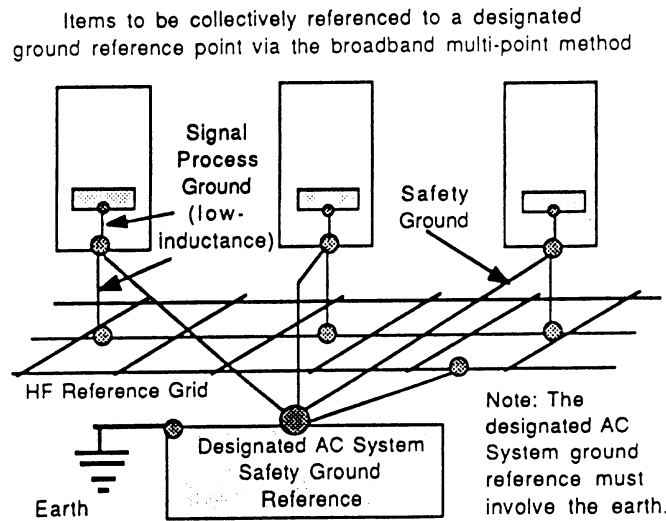 Items to be collectively referenced to a designated
ground reference point via the broadband multi-point method
Signal
Process
Ground
(low-
inductance)
Safety
Ground
HF Reference Grid
Designated AC System
Safety Ground
Reference
Earth
Note: The
designated AC
System ground
reference must
involve the earth.